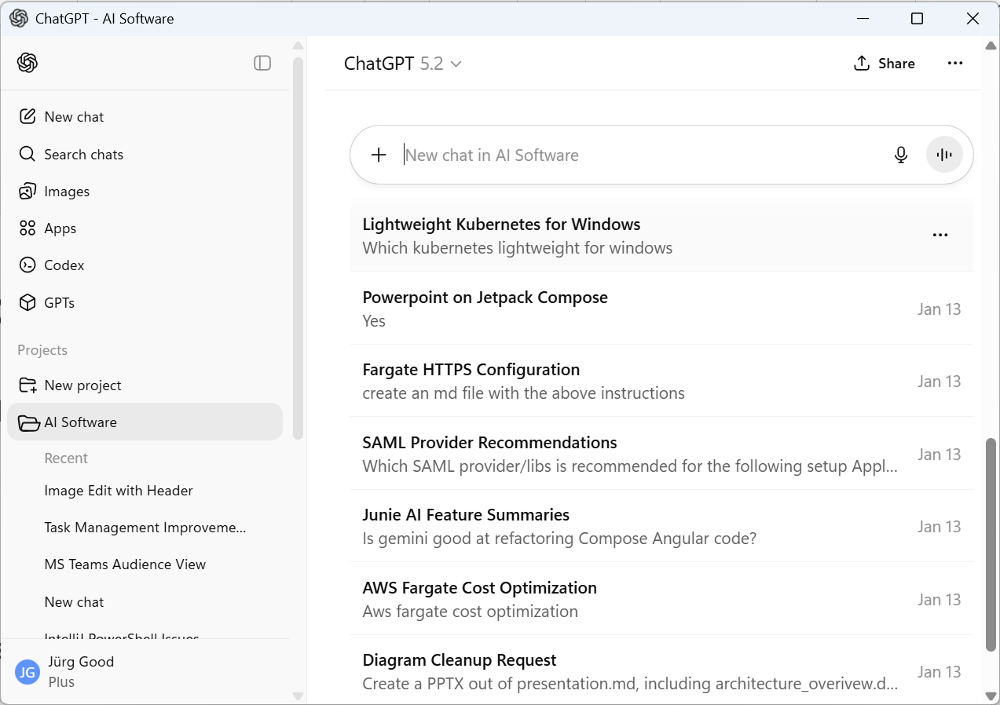 ChatGPT - AI Software
New chat
Search chats
Images
Apps
Codex
GPTs
Projects
New project
AI Software
Recent
Image Edit with Header
Task Management Improveme...
MS Teams Audience View
New chat
IntelliJ PowerShell Issues
JG
Jürg Good
Plus
ChatGPT 5.2
Share
New chat in AI Software
Lightweight Kubernetes for Windows
Which kubernetes lightweight for windows
Powerpoint on Jetpack Compose
Yes
Jan 13
Fargate HTTPS Configuration
create an md file with the above instructions
Jan 13
SAML Provider Recommendations
Which SAML provider/libs is recommended for the following setup Appl...
Jan 13
Junie AI Feature Summaries
Is gemini good at refactoring Compose Angular code?
Jan 13
AWS Fargate Cost Optimization
Aws fargate cost optimization
Jan 13
Diagram Cleanup Request
Create a PPTX out of presentation.md, including architecture_overivew.d...
Jan 13